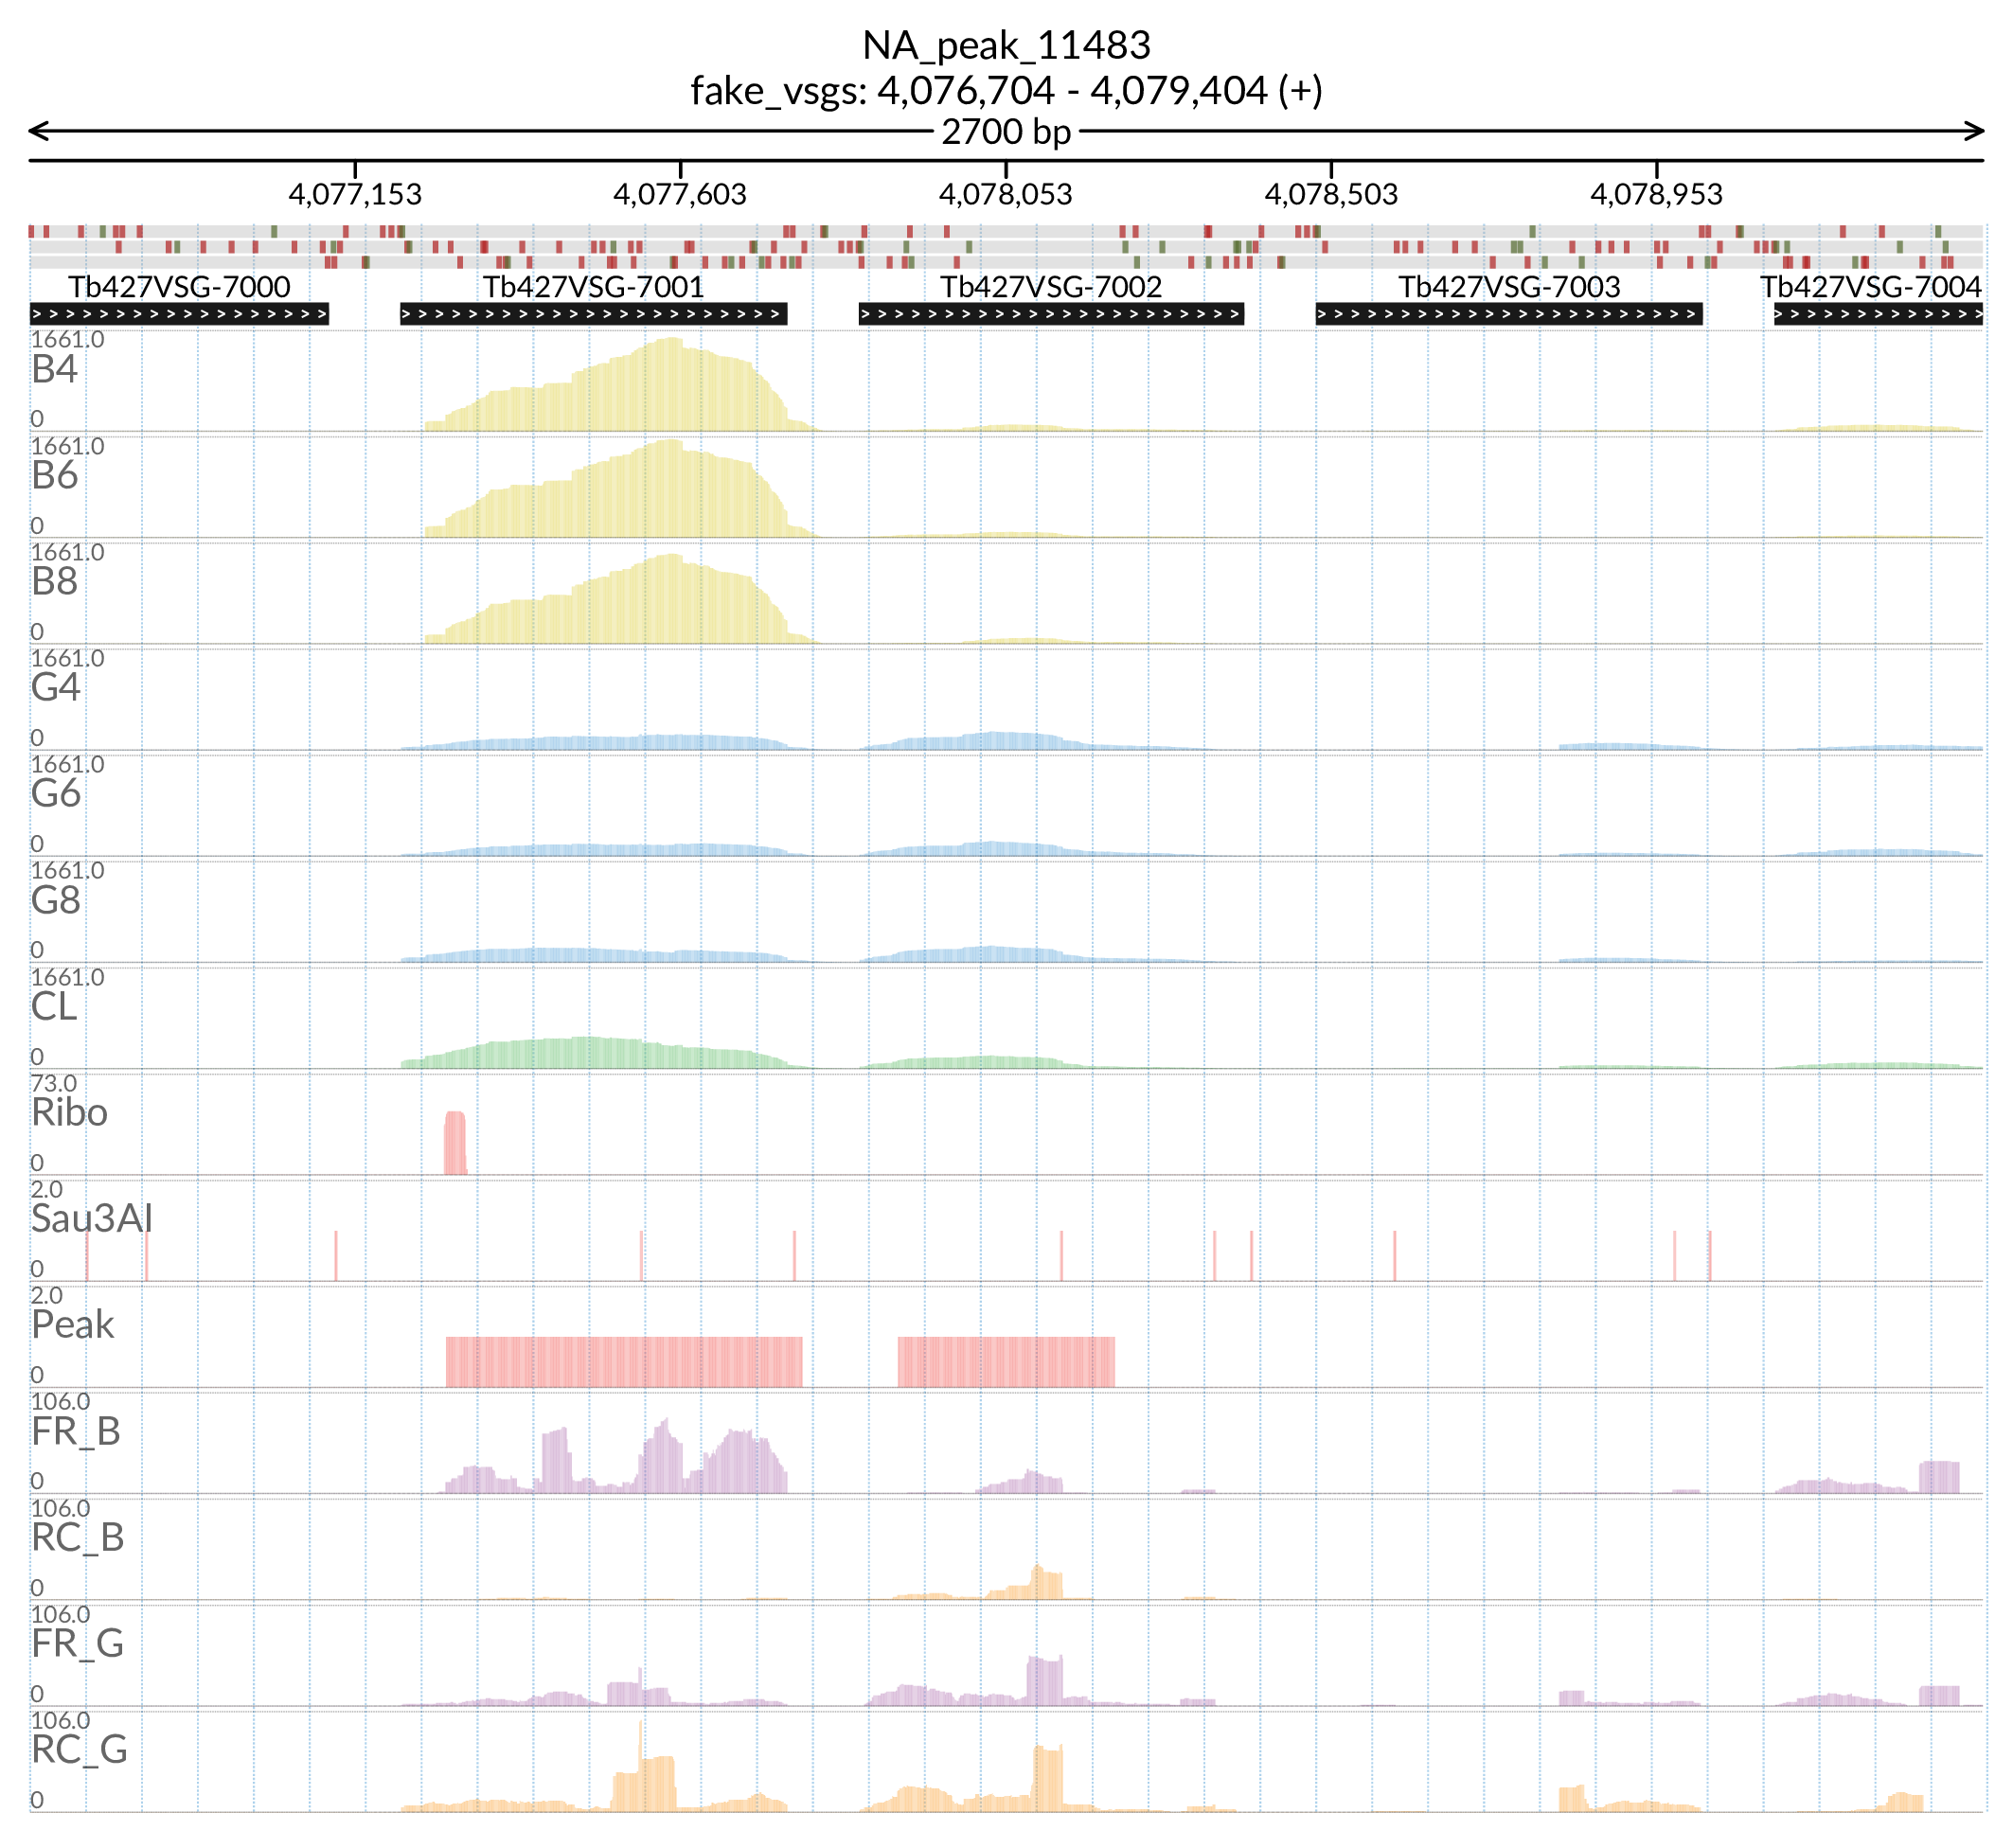 NA_peak_11483
fake_vsgs: 4,076,704 - 4,079,404 (+)
2700 bp
4,077,153 4,077,603 4,078,053 4,078,503 4,078,953
Tb427VSG-7000 Tb427VSG-7001 Tb427VSG-7002 Tb427VSG-7003 Tb427VSG-7004
1661.0
B4
0
1661.0
B6
0
1661.0
B8
0
1661.0
G4
0
1661.0
G6
0
1661.0
G8
0
1661.0
CL
0
73.0
Ribo
0
2.0
Sau3AI
0
2.0
Peak
0
106.0
FR_B
0
106.0
RC_B
0
106.0
FR_G
0
106.0
RC_G
0